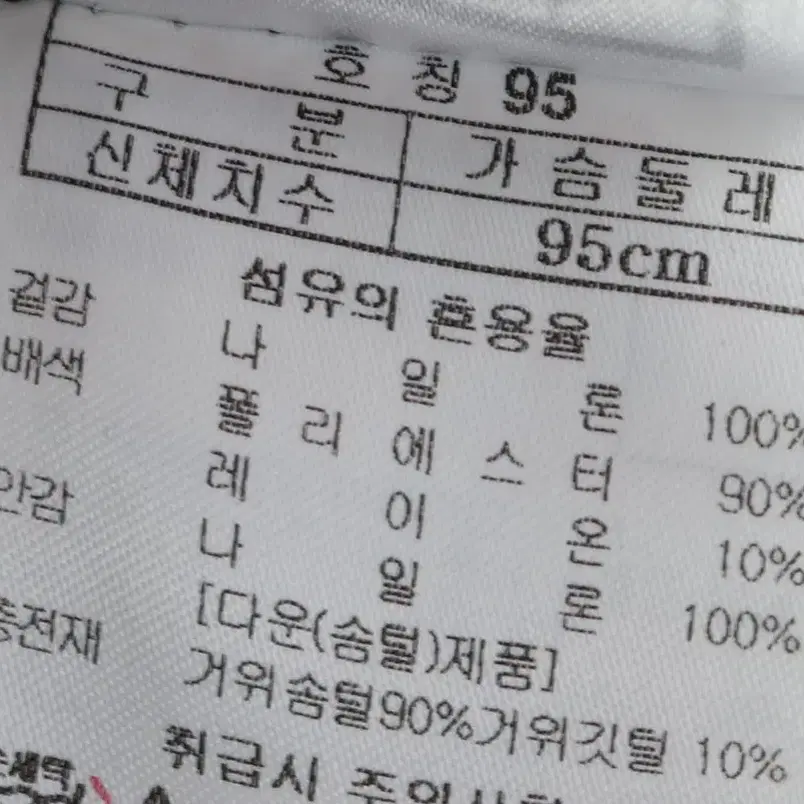 호칭 95
구분 가슴둘레
신체치수 95cm
섬유의 혼용율
겉감 나일론 100%
배색 폴리에스터 90%
레이온 10%
안감 나일론 100%
충전재 [다운(솜털)제품]
거위솜털90%거위깃털 10%
취급시 주의사항
손세탁